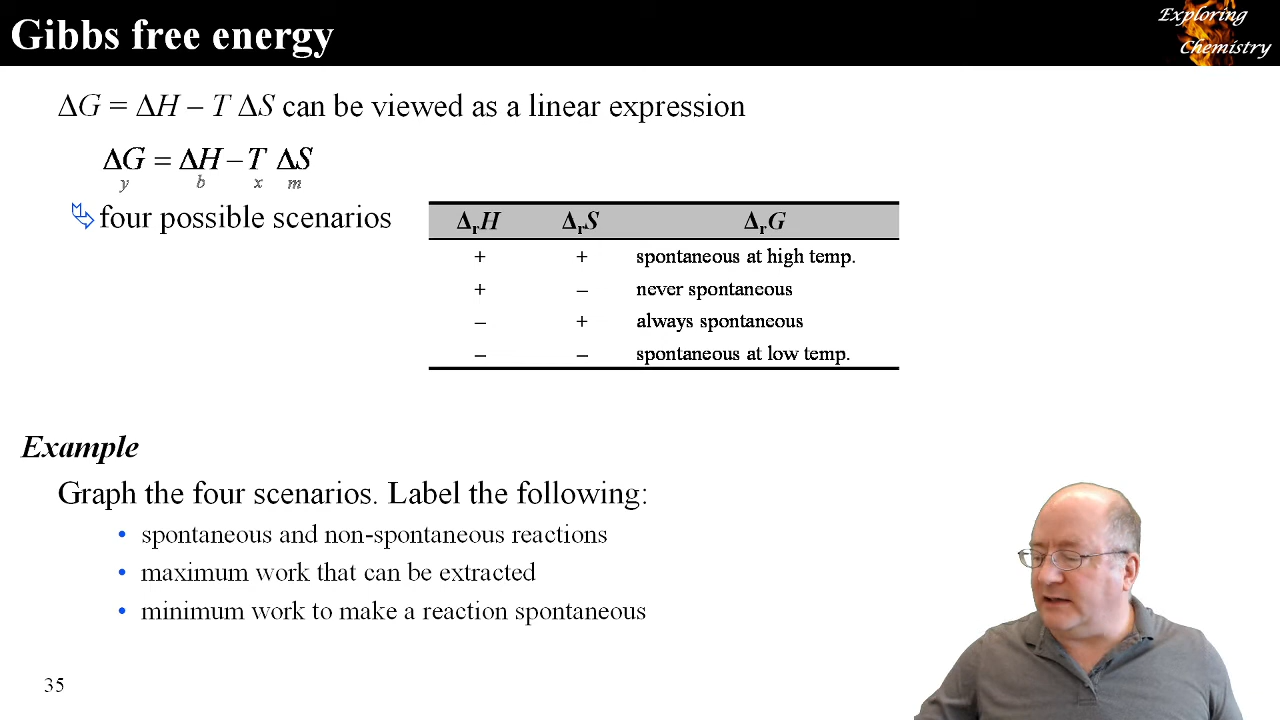 Gibbs free energy
Exploring
Chemistry
ΔG = ΔH – T ΔS can be viewed as a linear expression
ΔG = ΔH – T ΔS
y b x m
four possible scenarios
ΔrH ΔrS ΔrG
+ + spontaneous at high temp.
+ – never spontaneous
– + always spontaneous
– – spontaneous at low temp.
Example
Graph the four scenarios. Label the following:
• spontaneous and non-spontaneous reactions
• maximum work that can be extracted
• minimum work to make a reaction spontaneous
35